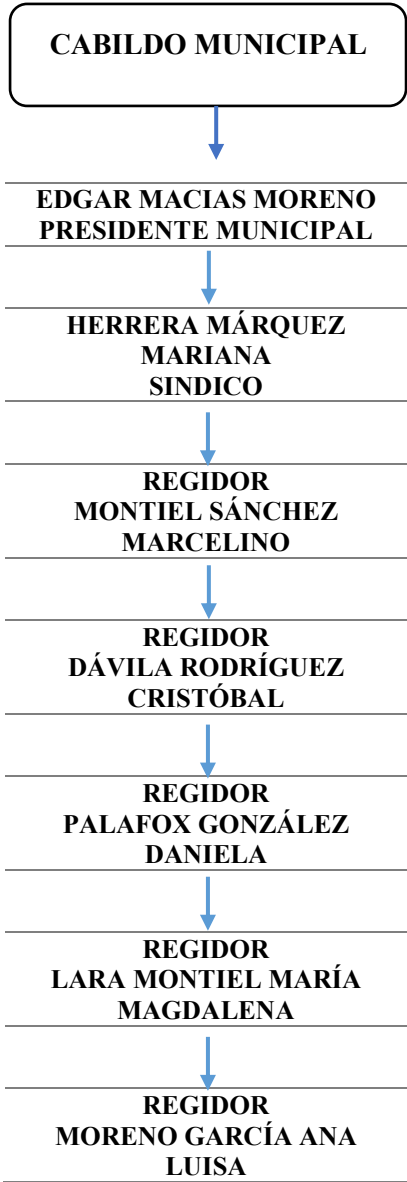 CABILDO MUNICIPAL
EDGAR MACIAS MORENO
PRESIDENTE MUNICIPAL
HERRERA MÁRQUEZ
MARIANA
SINDICO
REGIDOR
MONTIEL SÁNCHEZ
MARCELINO
REGIDOR
DÁVILA RODRÍGUEZ
CRISTÓBAL
REGIDOR
PALAFOX GONZÁLEZ
DANIELA
REGIDOR
LARA MONTIEL MARÍA
MAGDALENA
REGIDOR
MORENO GARCÍA ANA
LUISA